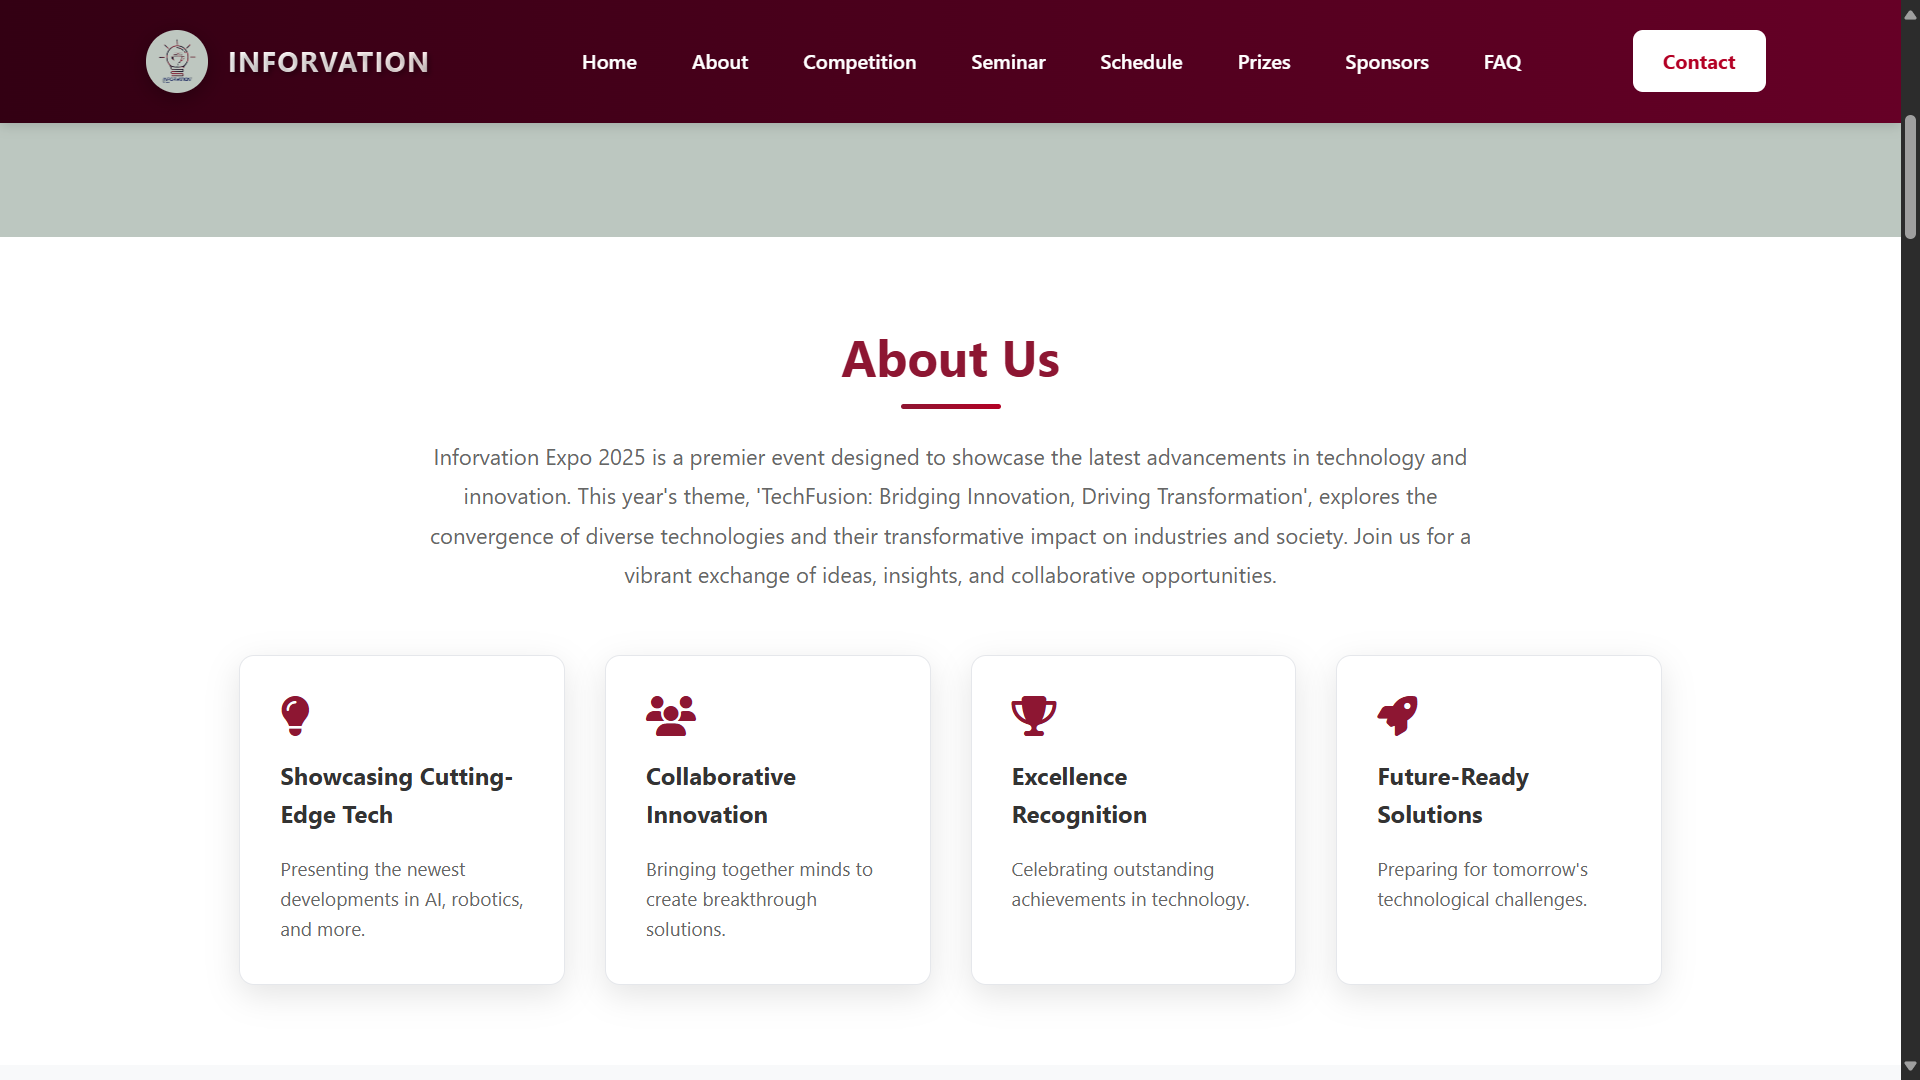 INFORVATION
Home
About
Competition
Seminar
Schedule
Prizes
Sponsors
FAQ
Contact
About Us
Inforvation Expo 2025 is a premier event designed to showcase the latest advancements in technology and
innovation. This year's theme, 'TechFusion: Bridging Innovation, Driving Transformation', explores the
convergence of diverse technologies and their transformative impact on industries and society. Join us for a
vibrant exchange of ideas, insights, and collaborative opportunities.
Showcasing Cutting-
Edge Tech
Presenting the newest
developments in AI, robotics,
and more.
Collaborative
Innovation
Bringing together minds to
create breakthrough
solutions.
Excellence
Recognition
Celebrating outstanding
achievements in technology.
Future-Ready
Solutions
Preparing for tomorrow's
technological challenges.